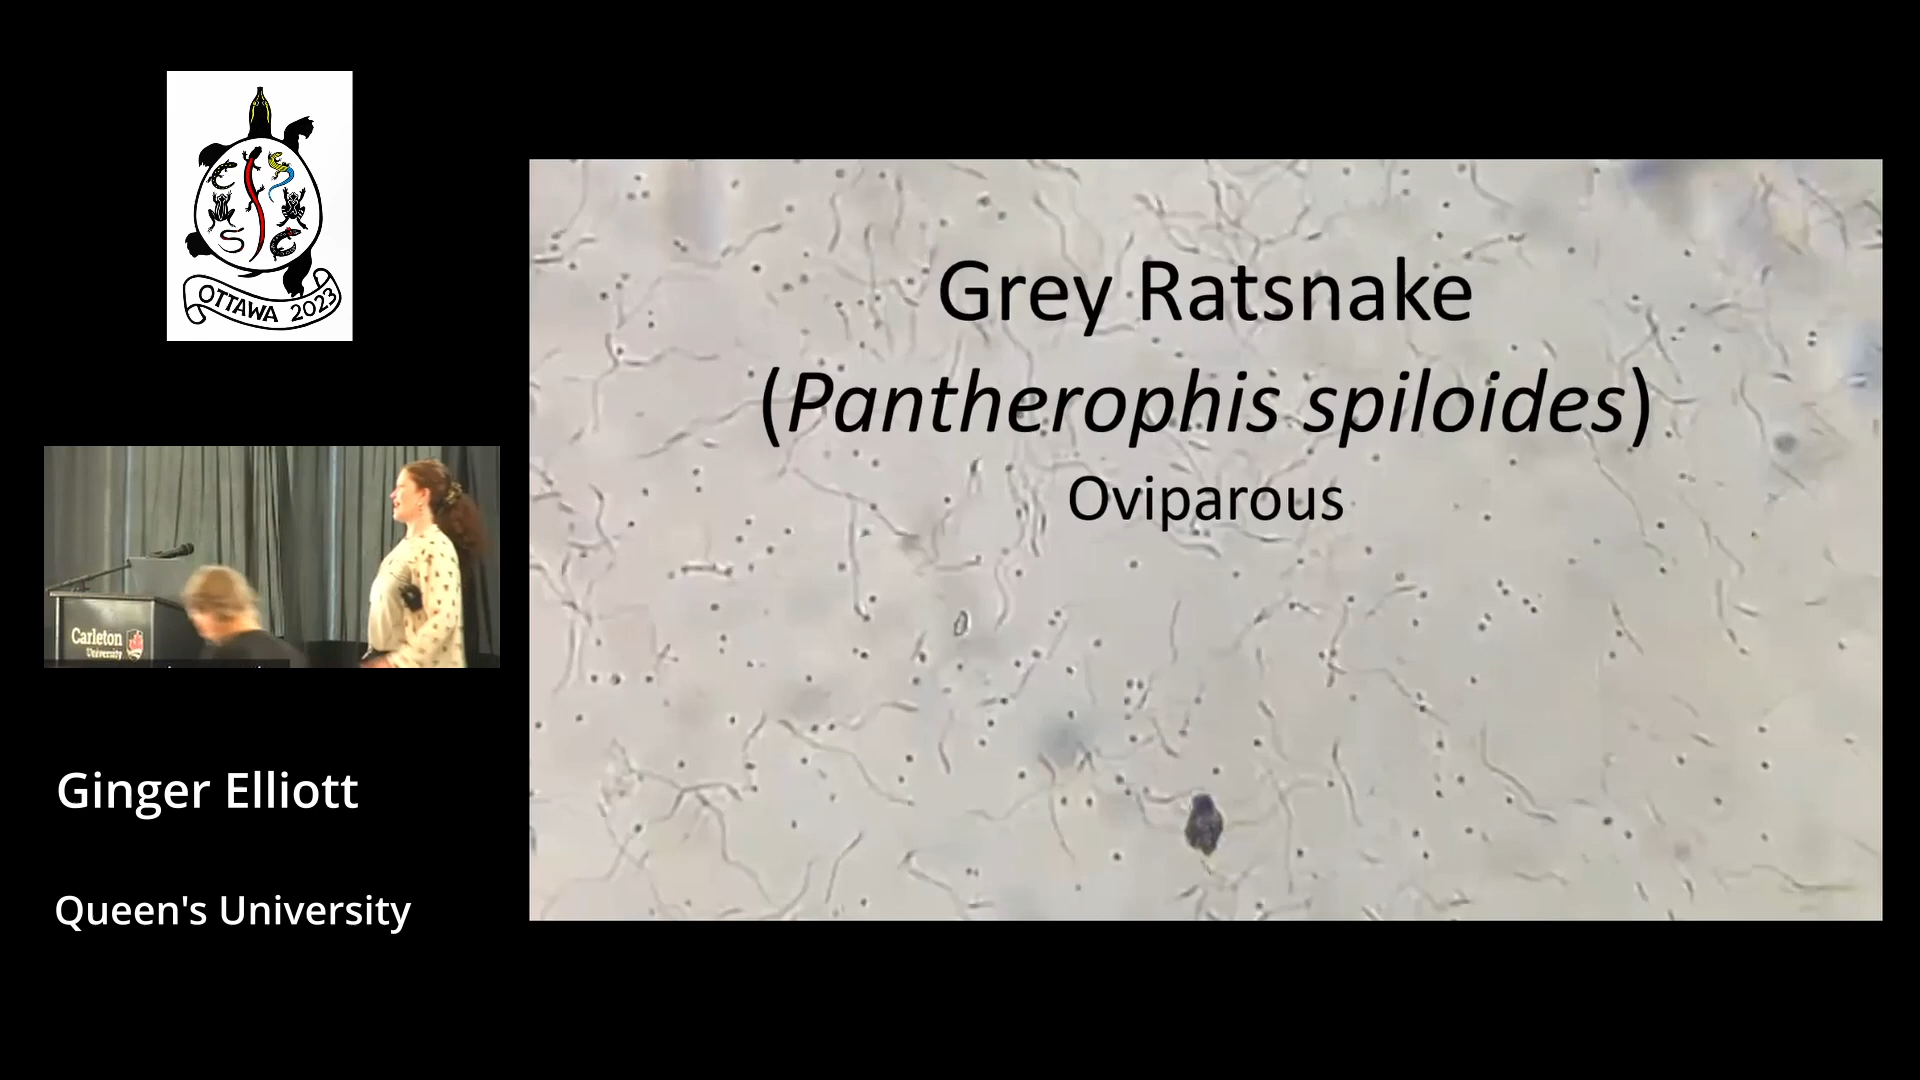 OTTAWA 2023
Grey Ratsnake
(Pantherophis spiloides)
Oviparous
Carleton
University
Ginger Elliott
Queen's University